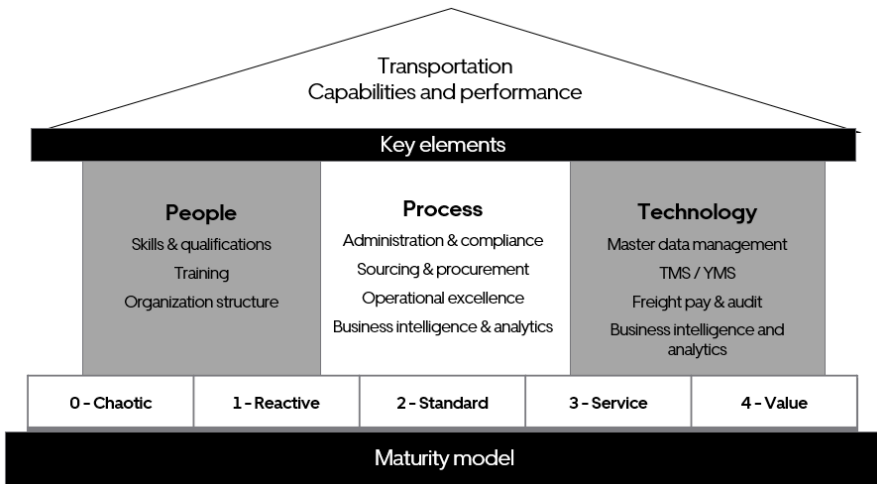 Transportation
Capabilities and performance
Key elements
People
Skills & qualifications
Training
Organization structure
Process
Administration & compliance
Sourcing & procurement
Operational excellence
Business intelligence & analytics
Technology
Master data management
TMS / YMS
Freight pay & audit
Business intelligence and
analytics
0 - Chaotic
1 - Reactive
2 - Standard
3 - Service
4 - Value
Maturity model